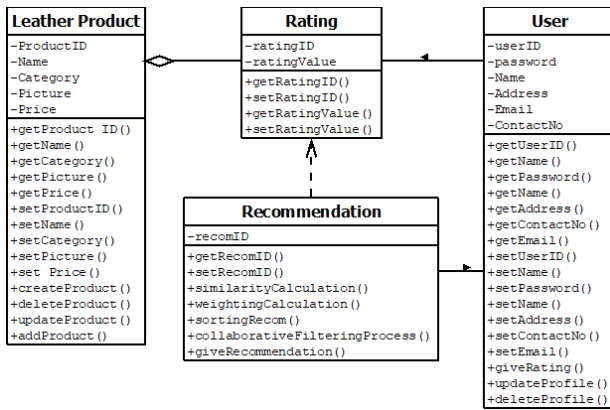 Leather Product
-ProductID
-Name
-Category
-Picture
-Price
+getProduct ID()
+getName()
+getCategory()
+getPicture()
+getPrice()
+setProductID()
+setName()
+setCategory()
+setPicture()
+set Price()
+createProduct()
+deleteProduct()
+updateProduct()
+addProduct()
Rating
-ratingID
-ratingValue
+getRatingID()
+setRatingID()
+getRatingValue()
+setRatingValue()
Recommendation
-recomID
+getRecomID()
+setRecomID()
+similarityCalculation()
+weightingCalculation()
+sortingRecom()
+collaborativeFilteringProcess()
+giveRecommendation()
User
-userID
-password
-Name
-Address
-Email
-ContactNo
+getUserID()
+getName()
+getPassword()
+getName()
+getAddress()
+getContactNo()
+getEmail()
+setUserID()
+setName()
+setPassword()
+setName()
+setAddress()
+setContactNo()
+setEmail()
+giveRating()
+updateProfile()
+deleteProfile()